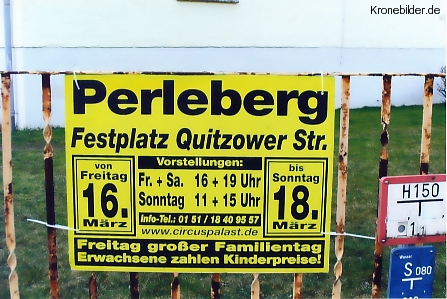 Kronebilder.de
Perleberg
Festplatz Quitzower Str.
von
Freitag
16.
März
Vorstellungen:
Fr. + Sa. 16 + 19 Uhr
Sonntag 11 + 15 Uhr
Info-Tel.: 01 51 / 18 40 95 57
www.circuspalast.de
bis
Sonntag
18.
März
Freitag großer Familientag
Erwachsene zahlen Kinderpreise!
H150
Wasser
S 080